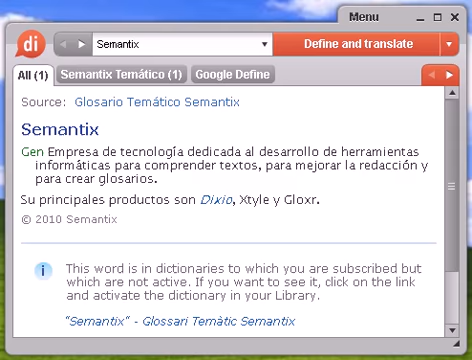 Menu
di
Semantix
Define and translate
All (1)
Semantix Temático (1)
Google Define
Source: Glosario Temático Semantix
Semantix
Gen Empresa de tecnología dedicada al desarrollo de herramientas
informáticas para comprender textos, para mejorar la redacción y
para crear glosarios.
Su principales productos son Dixio, Xtyle y Gloxr.
© 2010 Semantix
i
This word is in dictionaries to which you are subscribed but
which are not active. If you want to see it, click on the link
and activate the dictionary in your Library.
"Semantix" - Glossari Temàtic Semantix